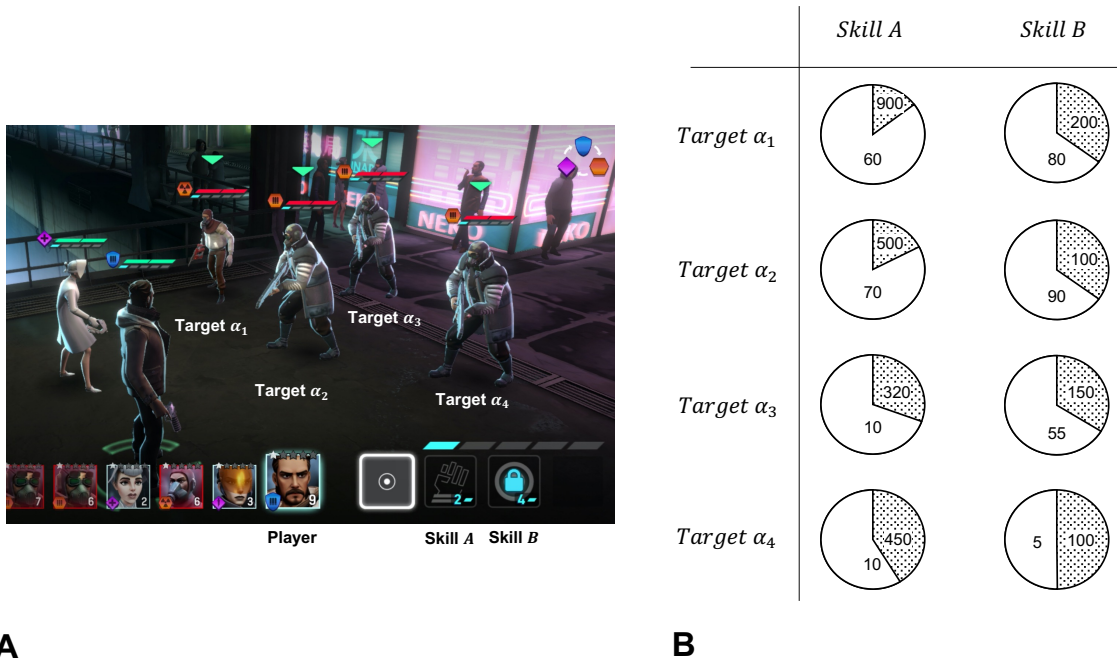 Skill A Skill B
Target α₁ 900 60 200 80
Target α₂ 500 70 100 90
Target α₃ 320 10 150 55
Target α₄ 450 10 5 100
NEKO
Target α₁
Target α₃
Target α₂
Target α₄
7 6 2 6 3 9 2 4
Player Skill A Skill B
A B